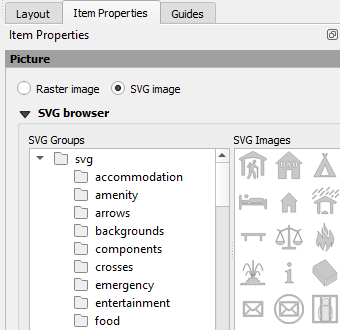 Layout Item Properties Guides
Item Properties
Picture
Raster image SVG image
SVG browser
SVG Groups SVG Images
svg
accommodation
amenity
arrows
backgrounds
components
crosses
emergency
entertainment
food